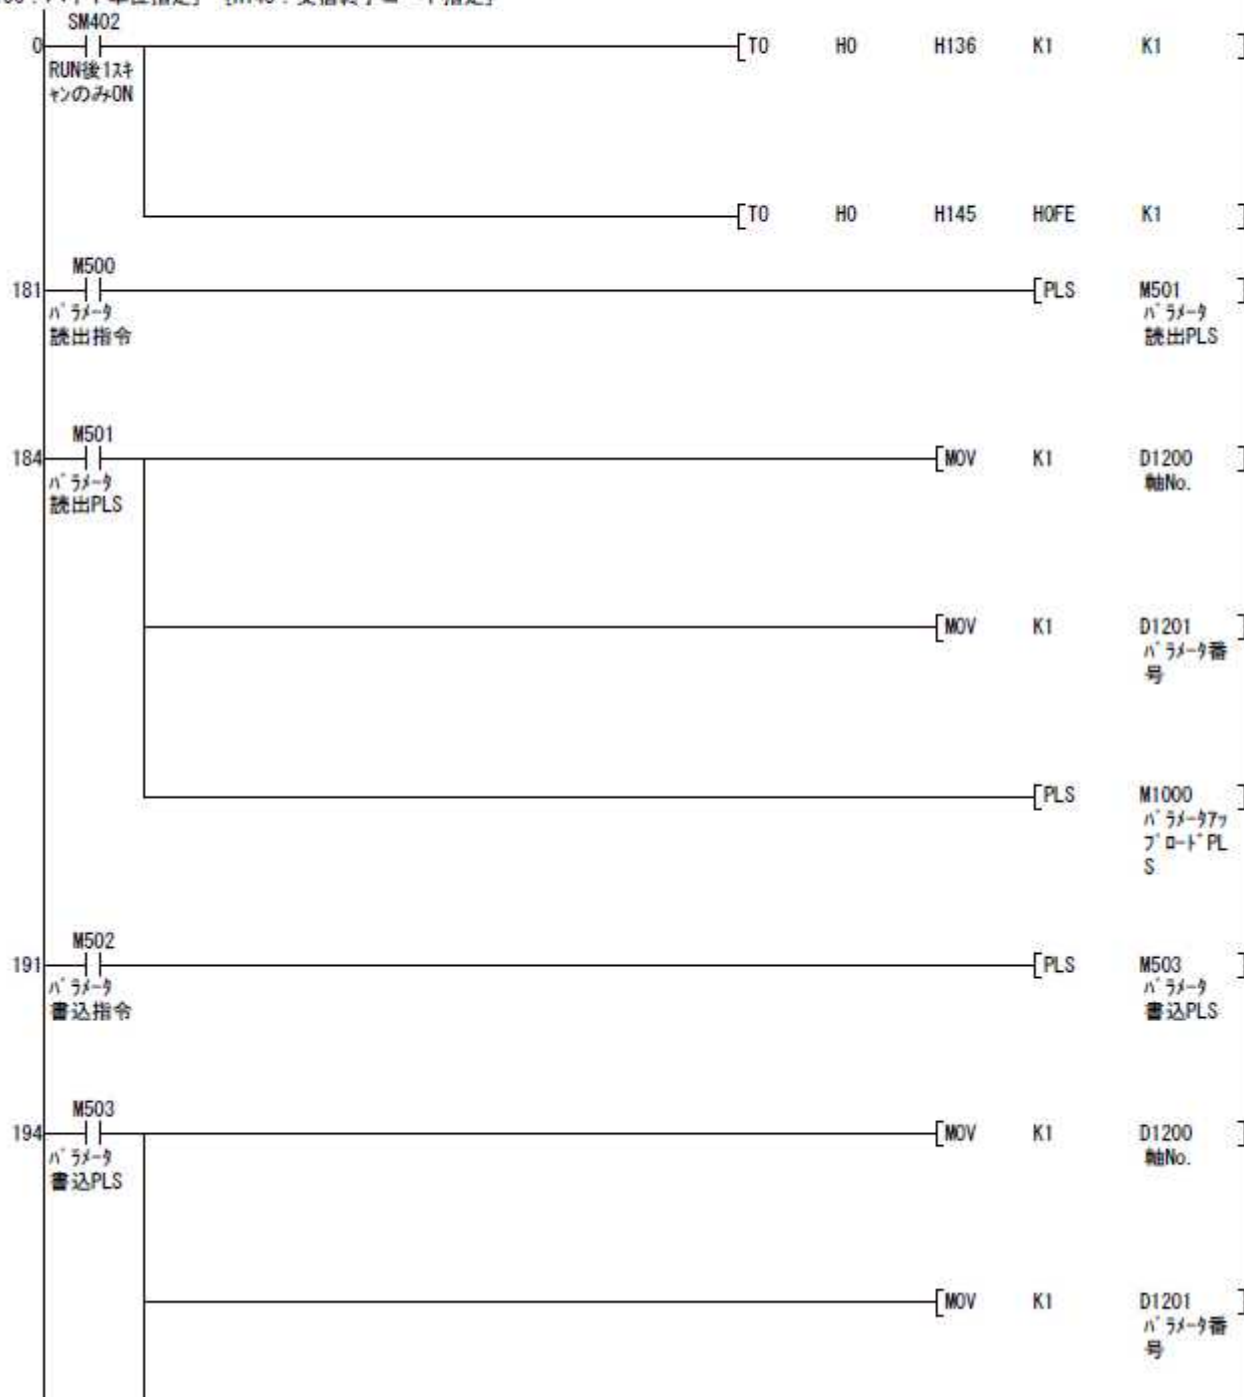 SM402
0 TO H0 H136 K1 K1
RUN後1ｽｷ
ｬﾝのみON
TO H0 H145 H0FE K1
M500
181 PLS M501
ﾊﾟﾗﾒｰﾀ ﾊﾟﾗﾒｰﾀ
読出指令 読出PLS
M501
184 MOV K1 D1200
ﾊﾟﾗﾒｰﾀ 軸No.
読出PLS
MOV K1 D1201
ﾊﾟﾗﾒｰﾀ番
号
PLS M1000
ﾊﾟﾗﾒｰﾀｱｯ
ﾌﾟﾛｰﾄﾞPL
S
M502
191 PLS M503
ﾊﾟﾗﾒｰﾀ ﾊﾟﾗﾒｰﾀ
書込指令 書込PLS
M503
194 MOV K1 D1200
ﾊﾟﾗﾒｰﾀ 軸No.
書込PLS
MOV K1 D1201
ﾊﾟﾗﾒｰﾀ番
号